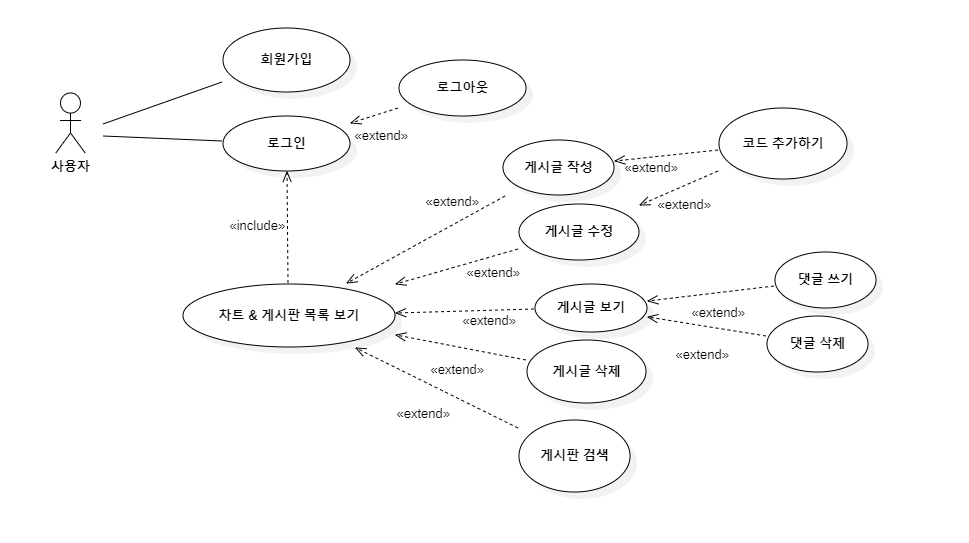 회원가입
로그아웃
사용자
로그인
«extend»
코드 추가하기
게시글 작성
«extend»
«extend»
«extend»
«include»
게시글 수정
«extend»
댓글 쓰기
차트 & 게시판 목록 보기
게시글 보기
«extend»
«extend»
댓글 삭제
«extend»
게시글 삭제
«extend»
«extend»
게시판 검색